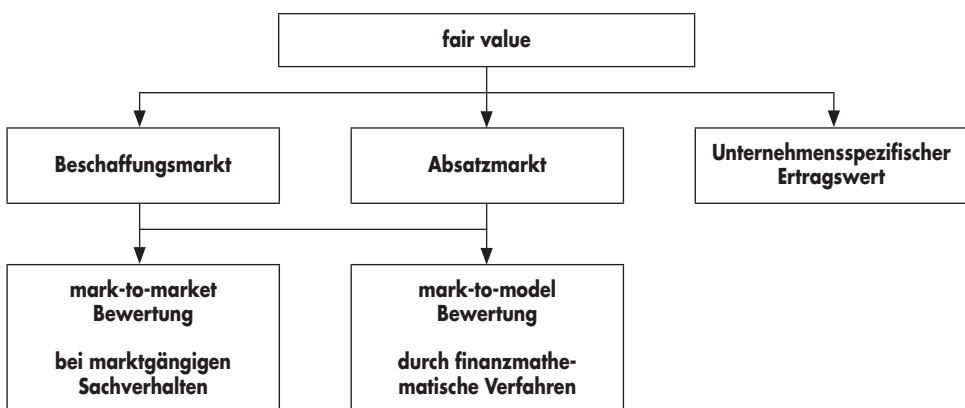 fair value
Beschaffungsmarkt
Absatzmarkt
Unternehmensspezifischer
Ertragswert
mark-to-market
Bewertung
bei marktgängigen
Sachverhalten
mark-to-model
Bewertung
durch finanzmathe-
matische Verfahren